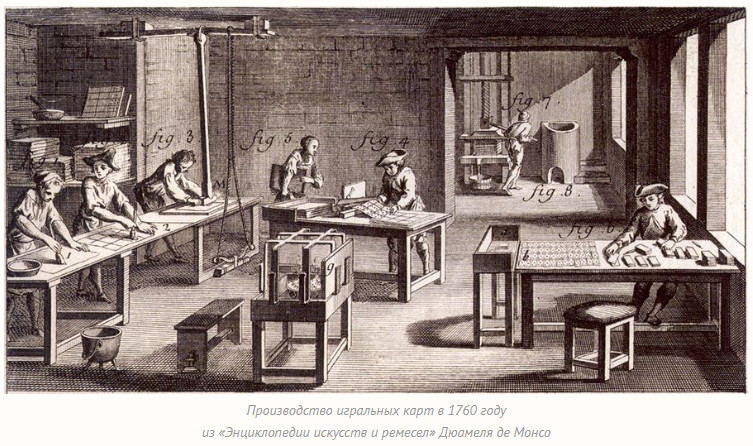 fig 3.
fig 5.
fig 4
fig 7.
fig 8.
fig 6
M
2
g
b
Производство игральных карт в 1760 году
из «Энциклопедии искусств и ремесел» Дюамеля де Монсо